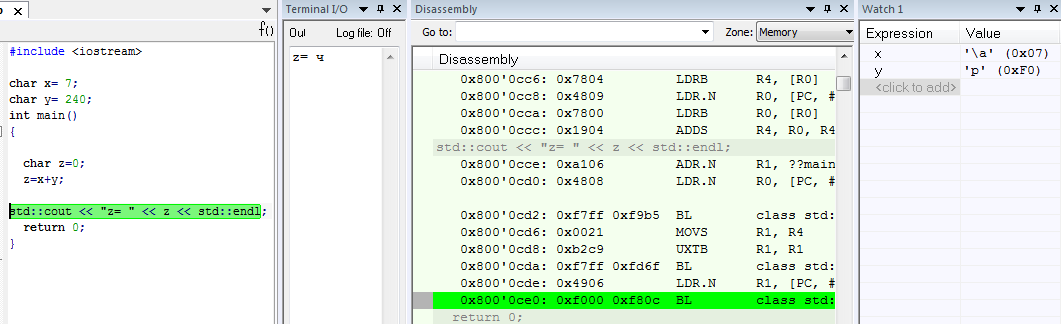 Terminal I/O
Disassembly
Watch 1
f()
Out Log file: Off
Go to: Zone: Memory
Expression Value
#include <iostream>
char x= 7;
char y= 240;
int main()
{
char z=0;
z=x+y;
std::cout << "z= " << z << std::endl;
return 0;
}
z= ч
Disassembly
0x800'0cc6: 0x7804 LDRB R4, [R0]
0x800'0cc8: 0x4809 LDR.N R0, [PC, #
0x800'0cca: 0x7800 LDRB R0, [R0]
0x800'0ccc: 0x1904 ADDS R4, R0, R4
std::cout << "z= " << z << std::endl;
0x800'0cce: 0xa106 ADR.N R1, ??main
0x800'0cd0: 0x4808 LDR.N R0, [PC, #
0x800'0cd2: 0xf7ff 0xf9b5 BL class std:
0x800'0cd6: 0x0021 MOVS R1, R4
0x800'0cd8: 0xb2c9 UXTB R1, R1
0x800'0cda: 0xf7ff 0xfd6f BL class std:
0x800'0cde: 0x4906 LDR.N R1, [PC, #
0x800'0ce0: 0xf000 0xf80c BL class std:
return 0;
x '\a' (0x07)
y 'р' (0xF0)
<click to add>